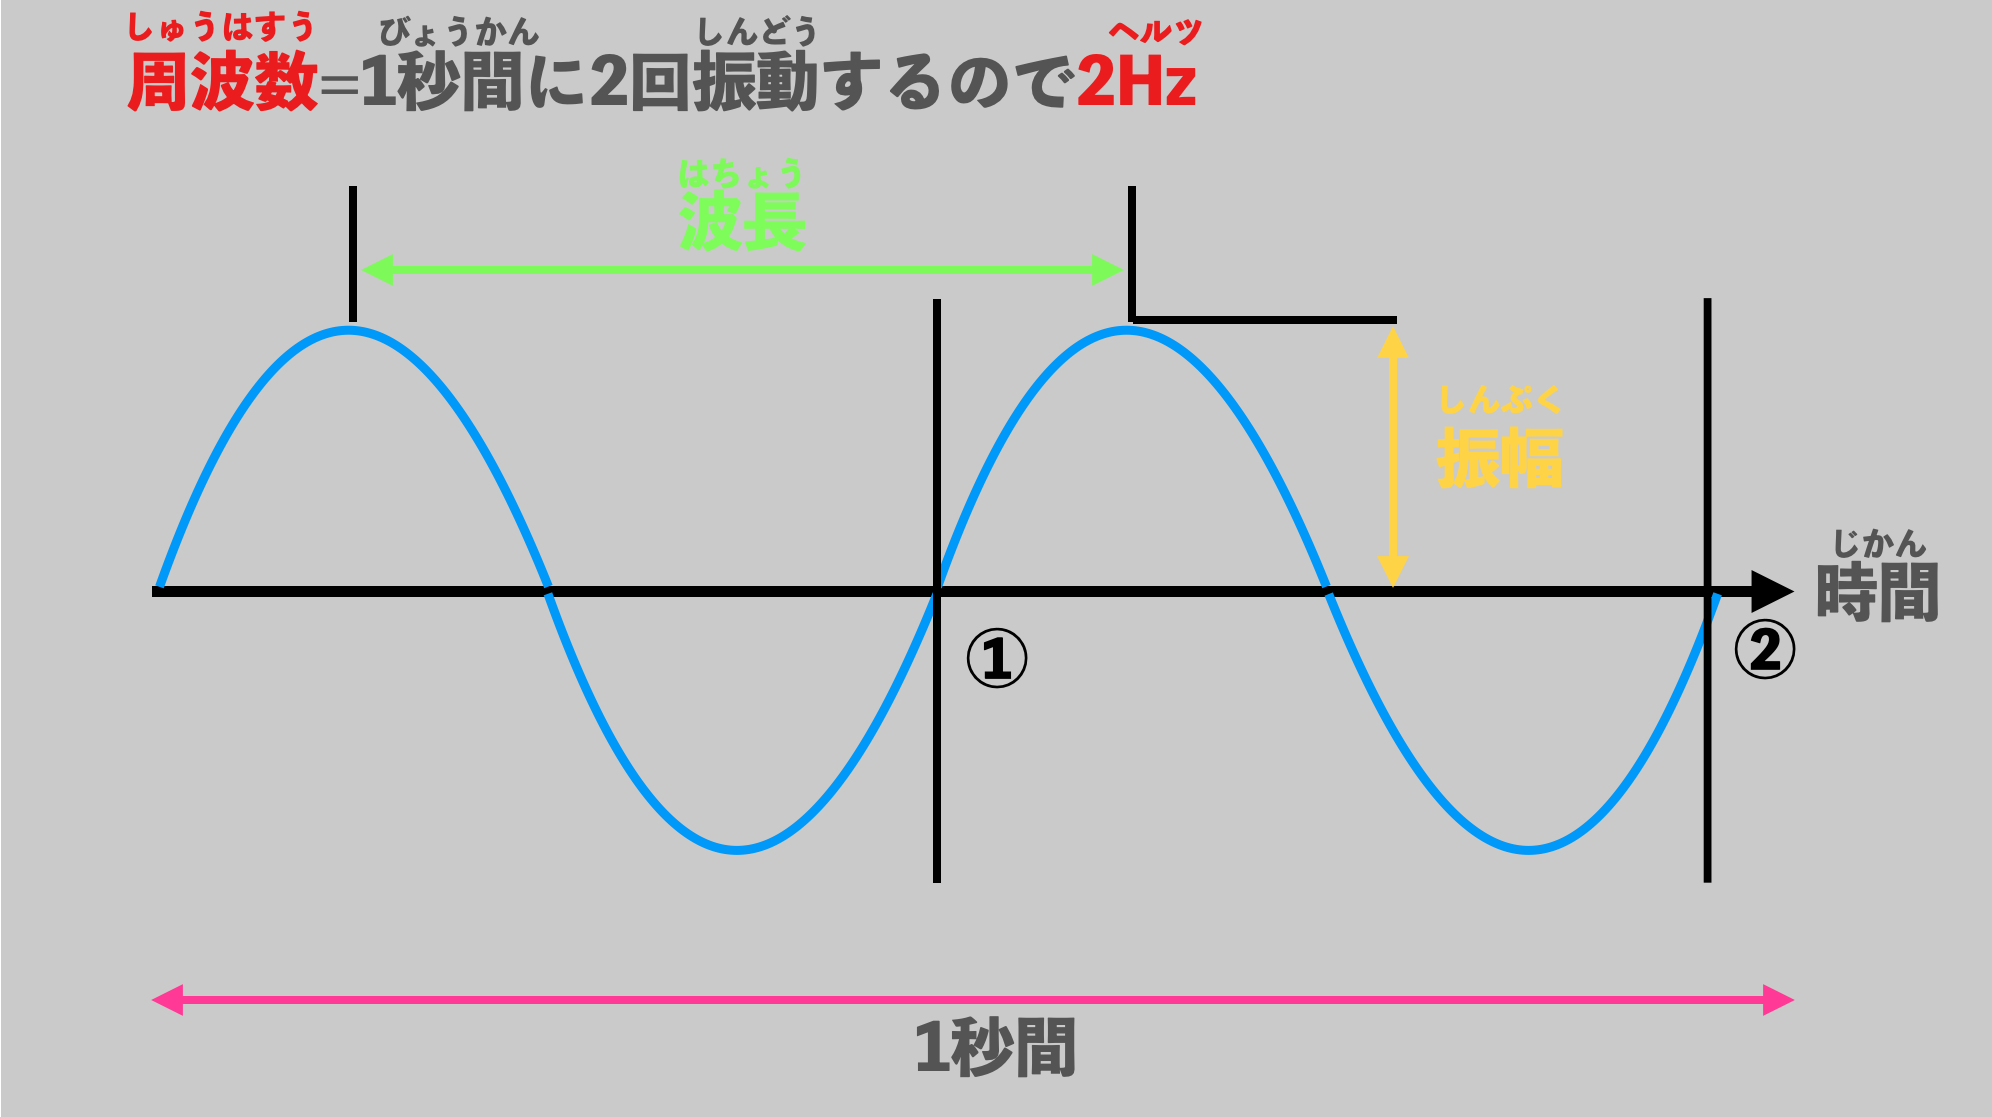 しゅうはすう びょうかん しんどう ヘルツ
周波数=1秒間に2回振動するので2Hz
はちょう
波長
しんぷく
振幅
じかん
時間
①
②
1秒間